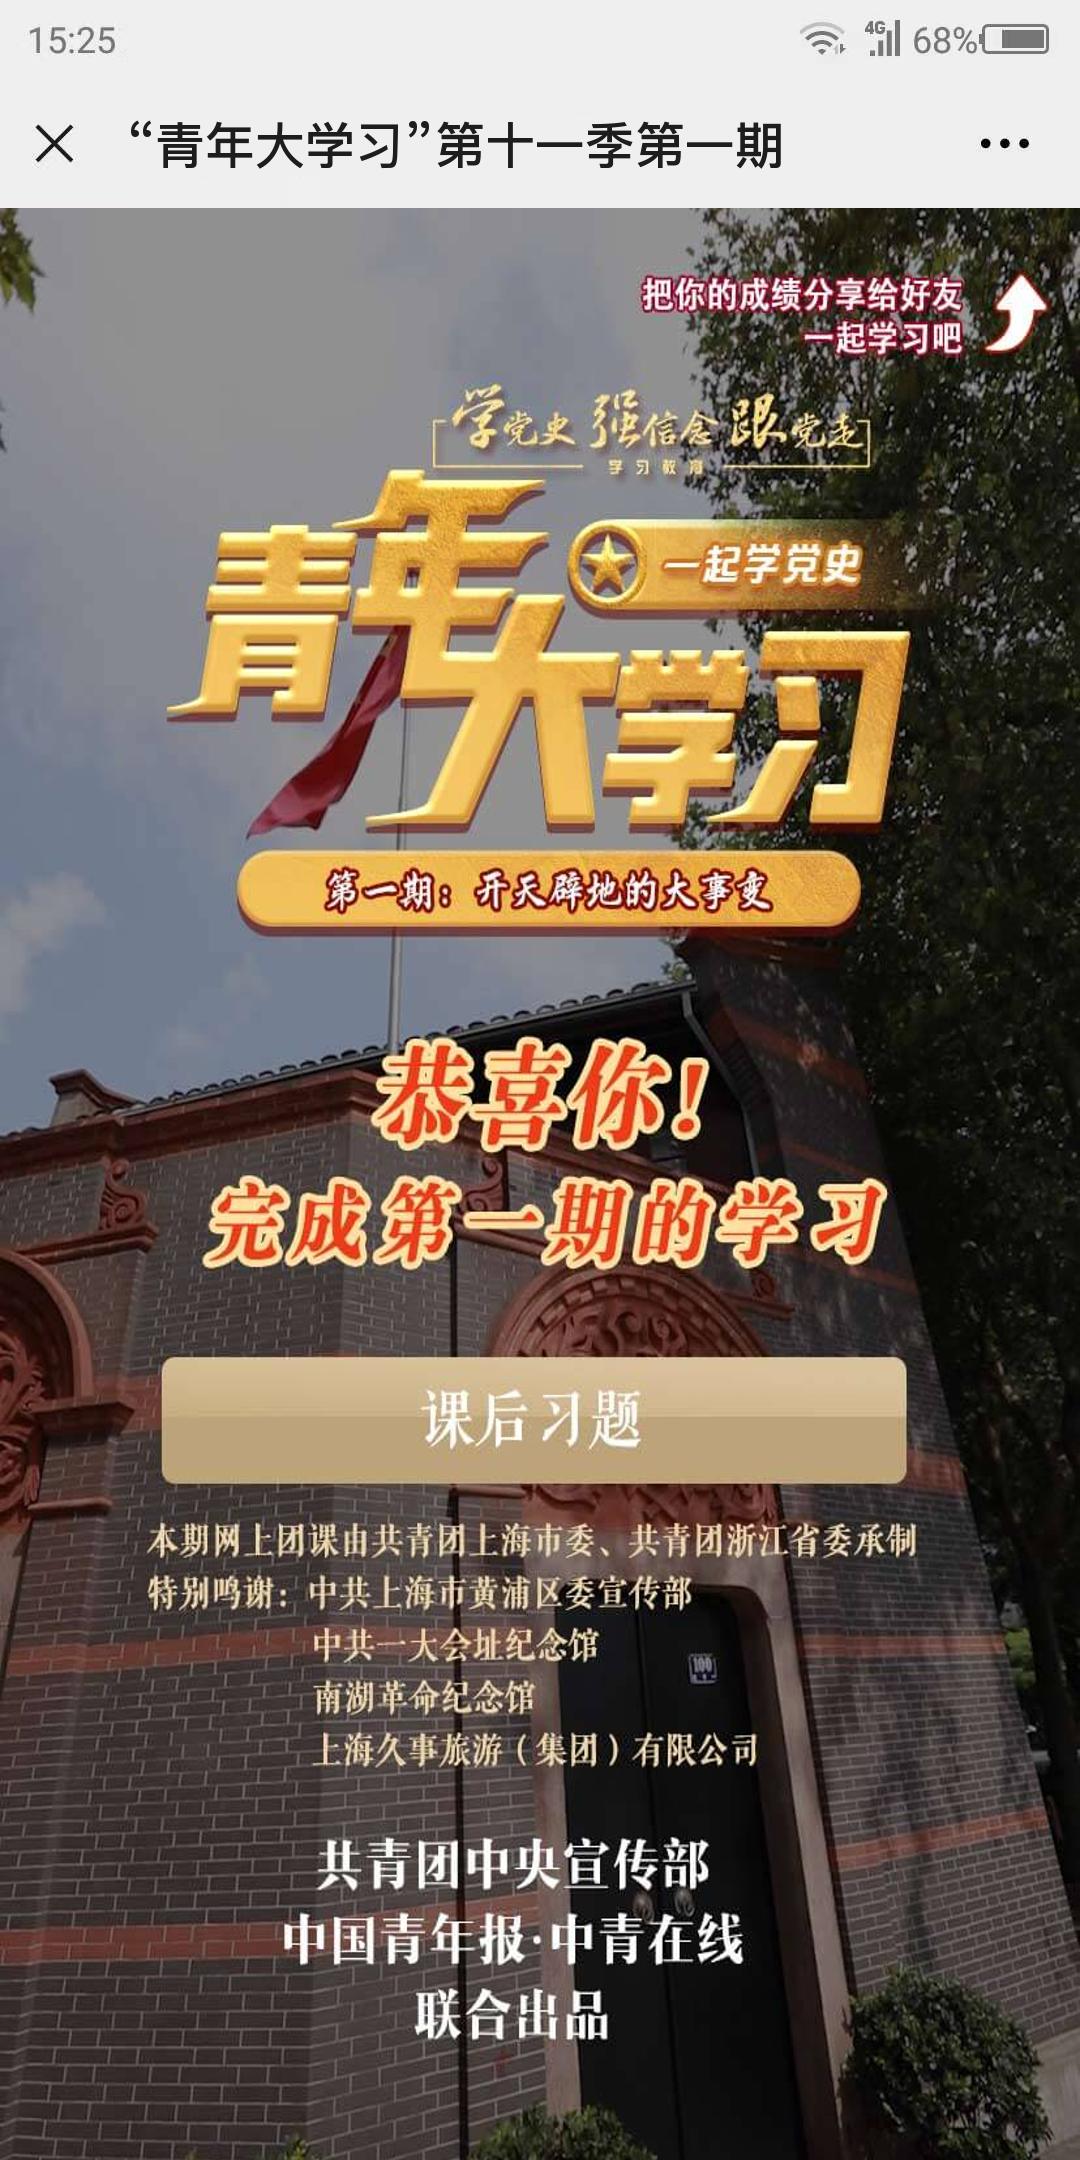 15:25
4G 68%
“青年大学习”第十一季第一期
把你的成绩分享给好友
一起学习吧
学党史 强信念 跟党走
学习教育
青年大学习
一起学党史
第一期：开天辟地的大事变
恭喜你！
完成第一期的学习
课后习题
本期网上团课由共青团上海市委、共青团浙江省委承制
特别鸣谢：中共上海市黄浦区委宣传部
中共一大会址纪念馆
南湖革命纪念馆
上海久事旅游（集团）有限公司
100
共青团中央宣传部
中国青年报·中青在线
联合出品